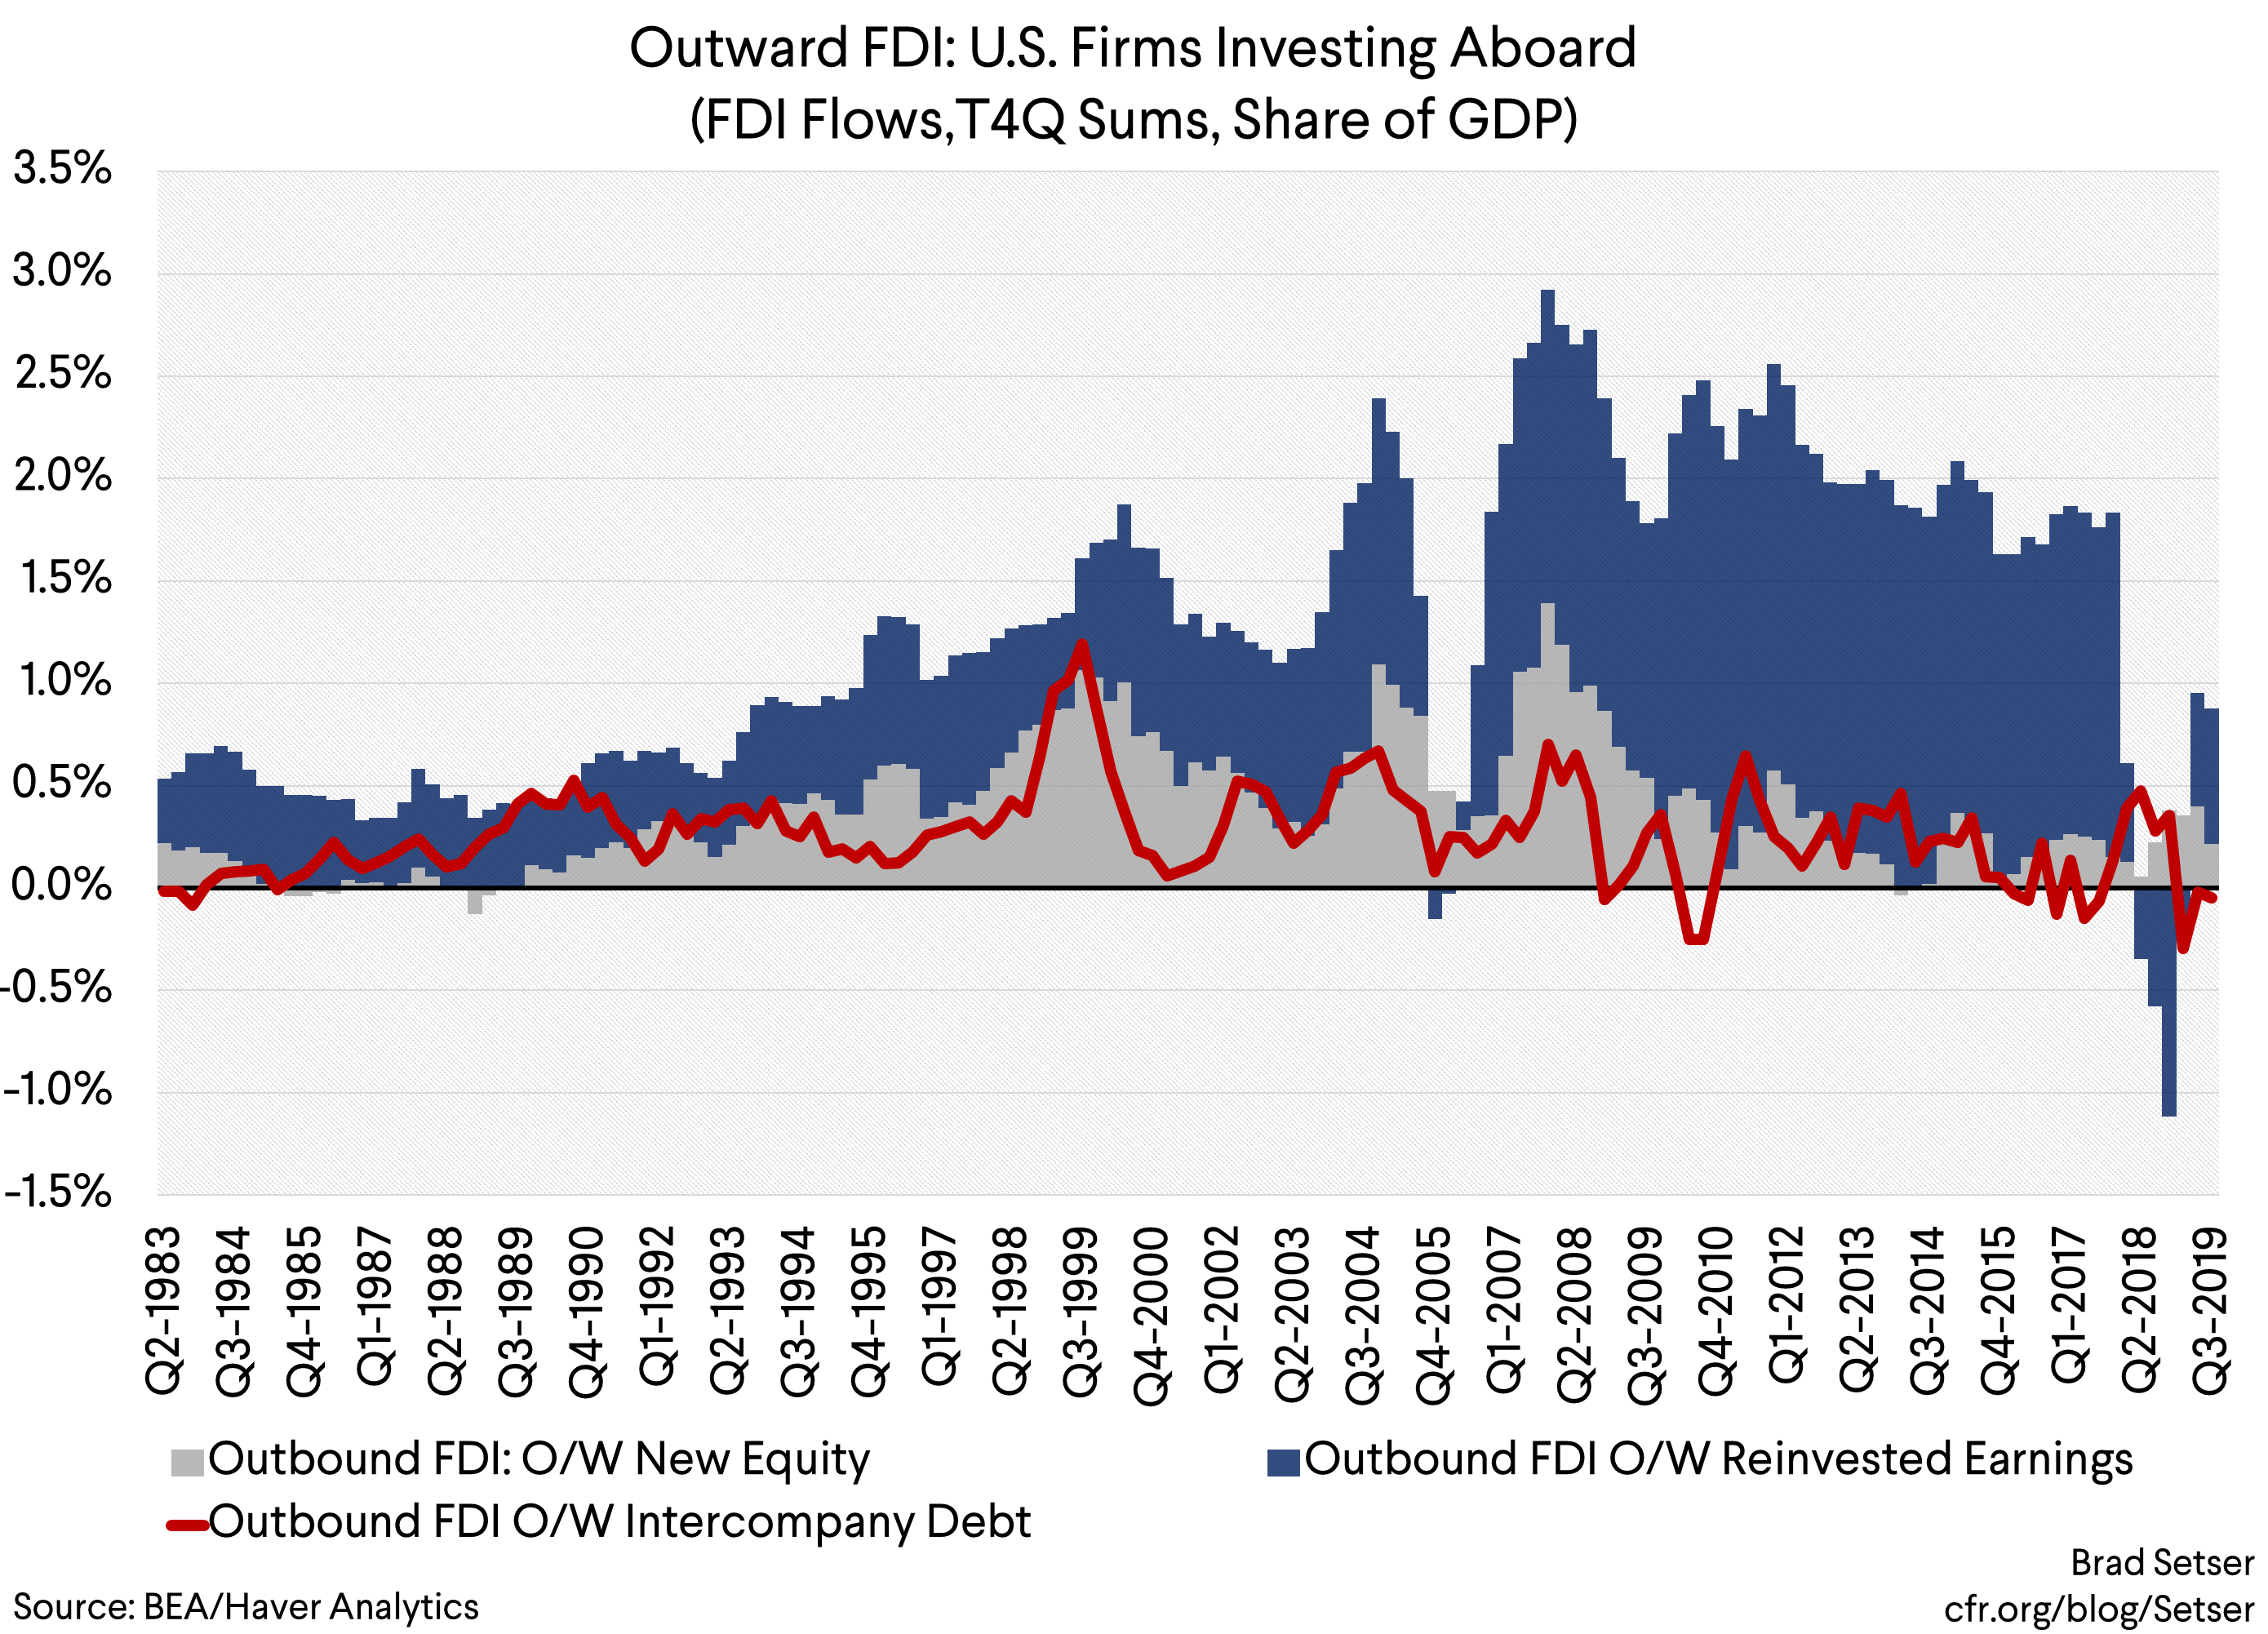 Outward FDI: U.S. Firms Investing Aboard
(FDI Flows,T4Q Sums, Share of GDP)
3.5%
3.0%
2.5%
2.0%
1.5%
1.0%
0.5%
0.0%
-0.5%
-1.0%
-1.5%
Q2-1983
Q3-1984
Q4-1985
Q1-1987
Q2-1988
Q3-1989
Q4-1990
Q1-1992
Q2-1993
Q3-1994
Q4-1995
Q1-1997
Q2-1998
Q3-1999
Q4-2000
Q1-2002
Q2-2003
Q3-2004
Q4-2005
Q1-2007
Q2-2008
Q3-2009
Q4-2010
Q1-2012
Q2-2013
Q3-2014
Q4-2015
Q1-2017
Q2-2018
Q3-2019
Outbound FDI: O/W New Equity
Outbound FDI O/W Reinvested Earnings
Outbound FDI O/W Intercompany Debt
Brad Setser
Source: BEA/Haver Analytics
cfr.org/blog/Setser